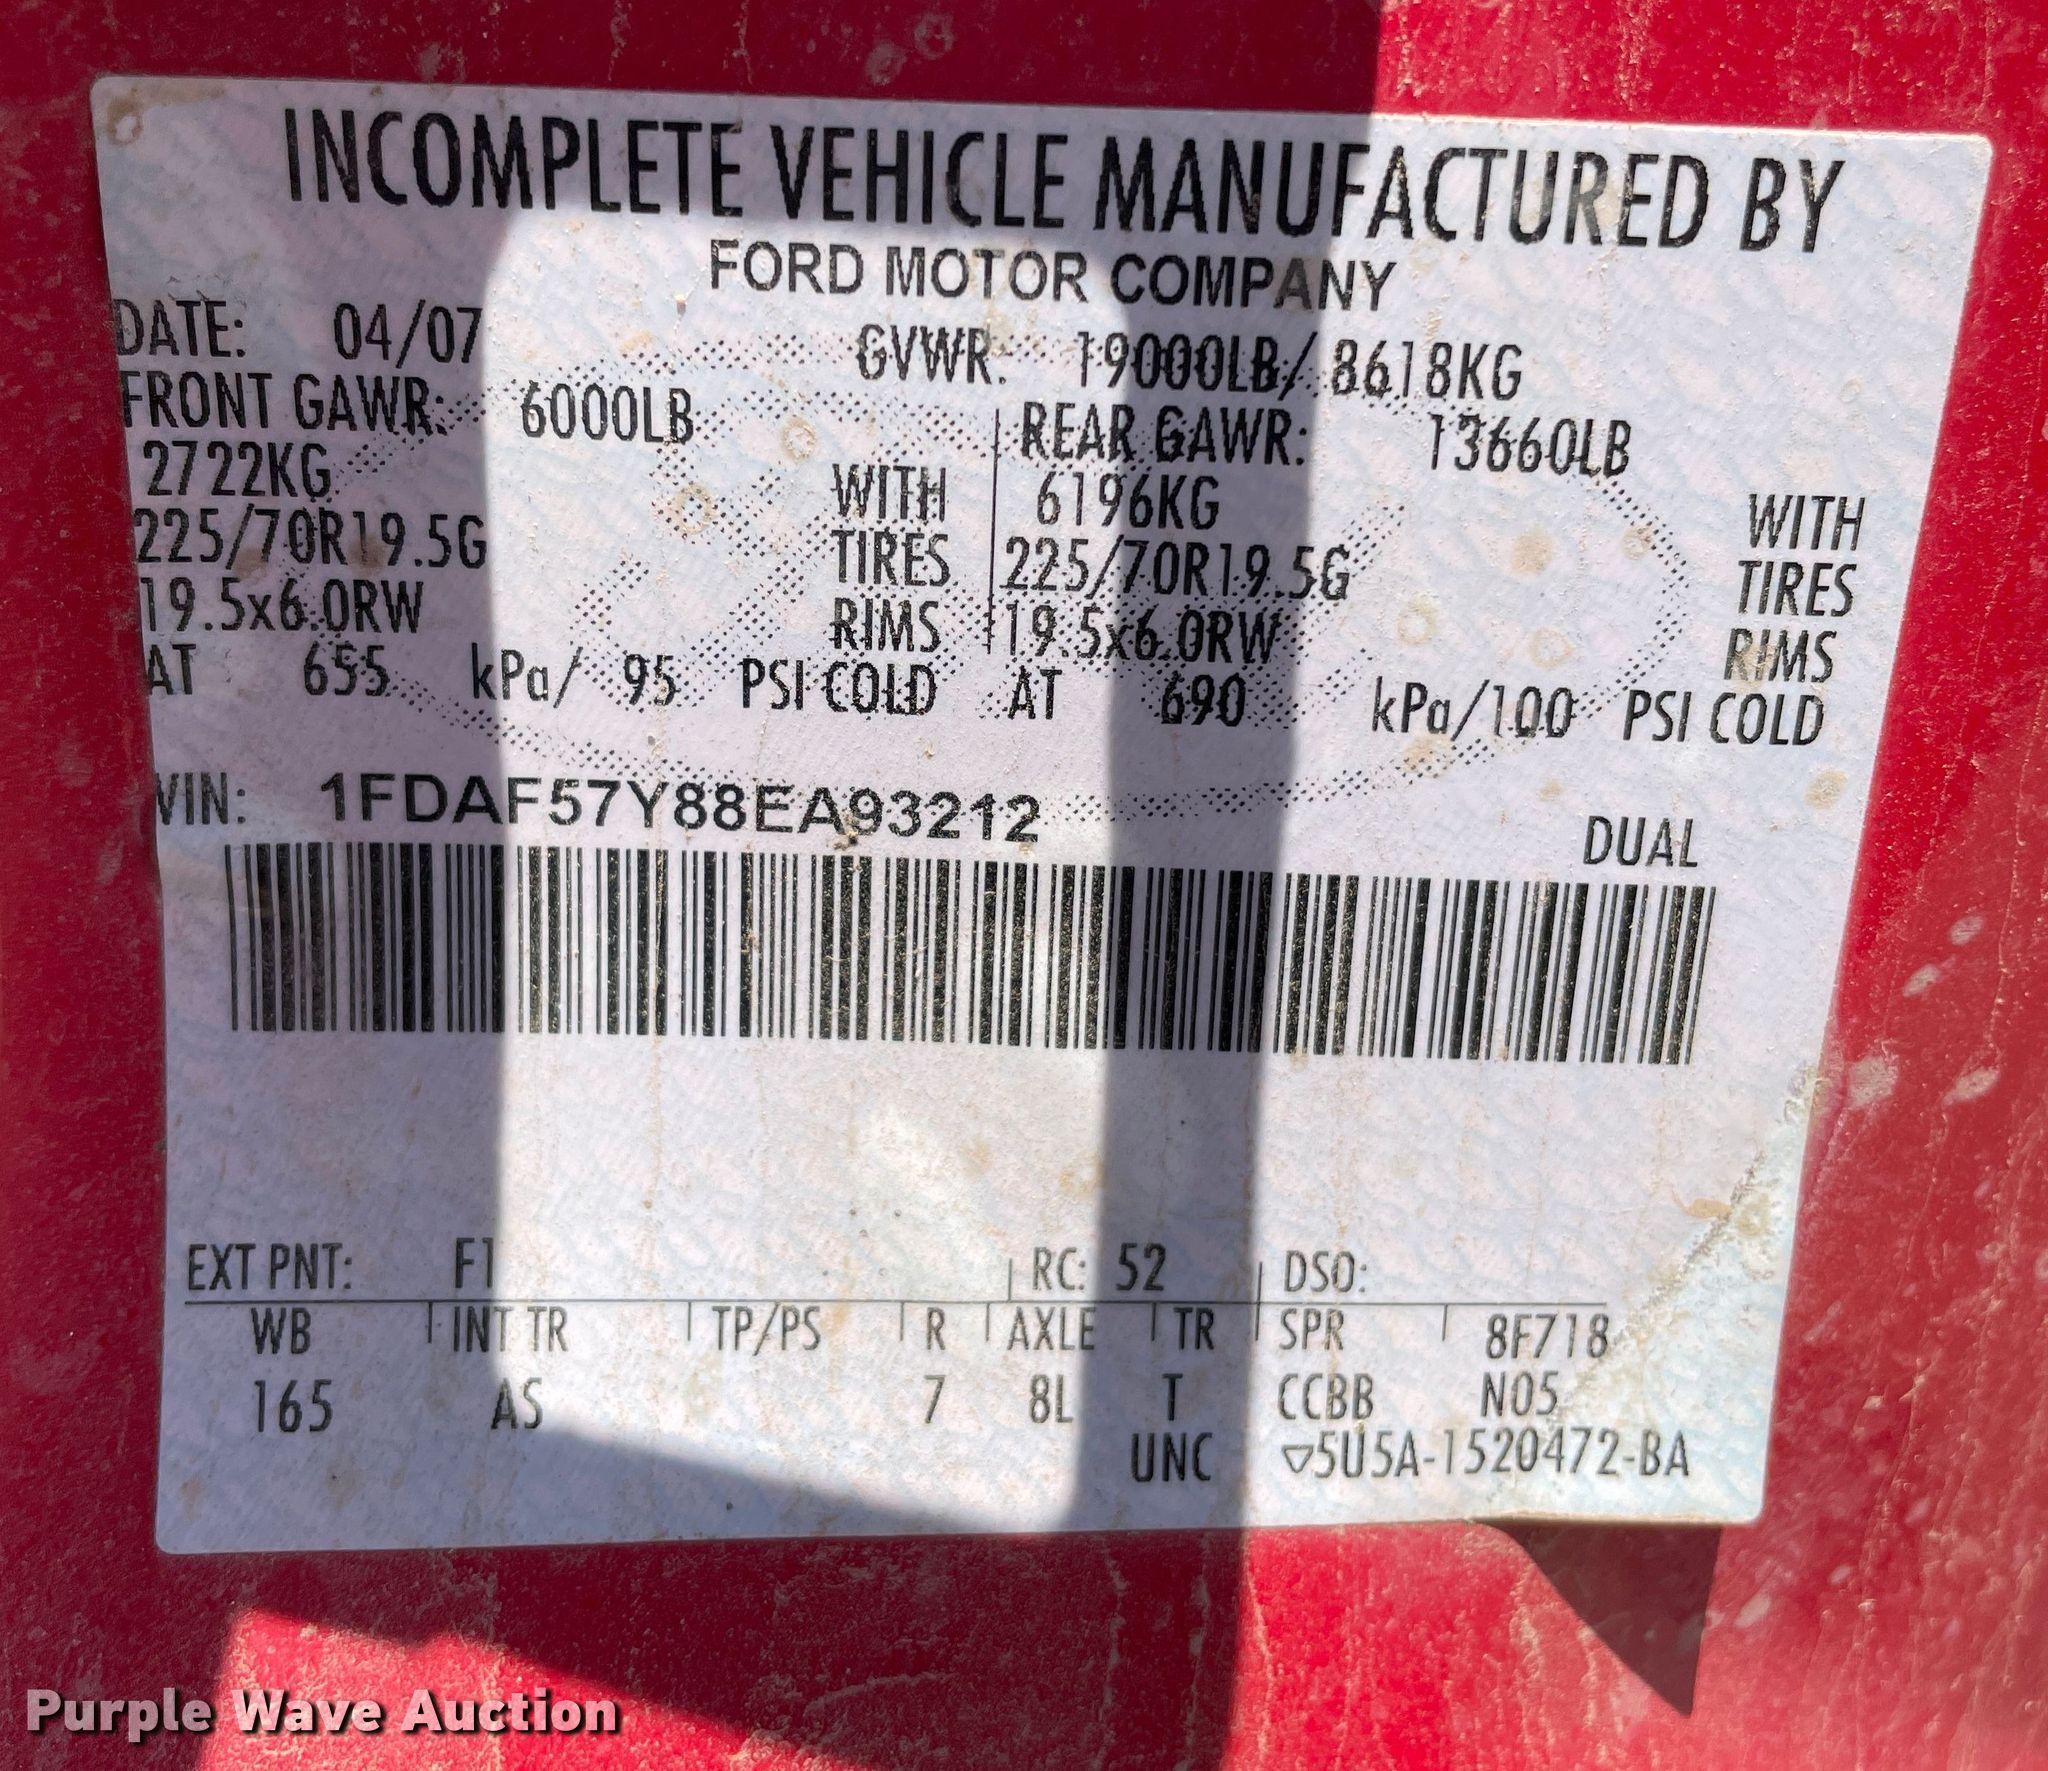 INCOMPLETE VEHICLE MANUFACTURED BY
FORD MOTOR COMPANY
DATE: 04/07 GVWR: 19000LB/ 8618KG
FRONT GAWR: 6000LB REAR GAWR: 13660LB
2722KG WITH 6196KG WITH
225/70R19.5G TIRES 225/70R19.5G TIRES
19.5x6.0RW RIMS 19.5x6.0RW RIMS
AT 655 kPa/ 95 PSI COLD AT 690 kPa/100 PSI COLD
VIN: 1FDAF57Y88EA93212
DUAL
EXT PNT: F1 RC: 52 DSO:
WB INT TR TP/PS R AXLE TR SPR 8F718
165 AS 7 8L T CCBB N05
UNC ▽5U5A-1520472-BA
Purple Wave Auction